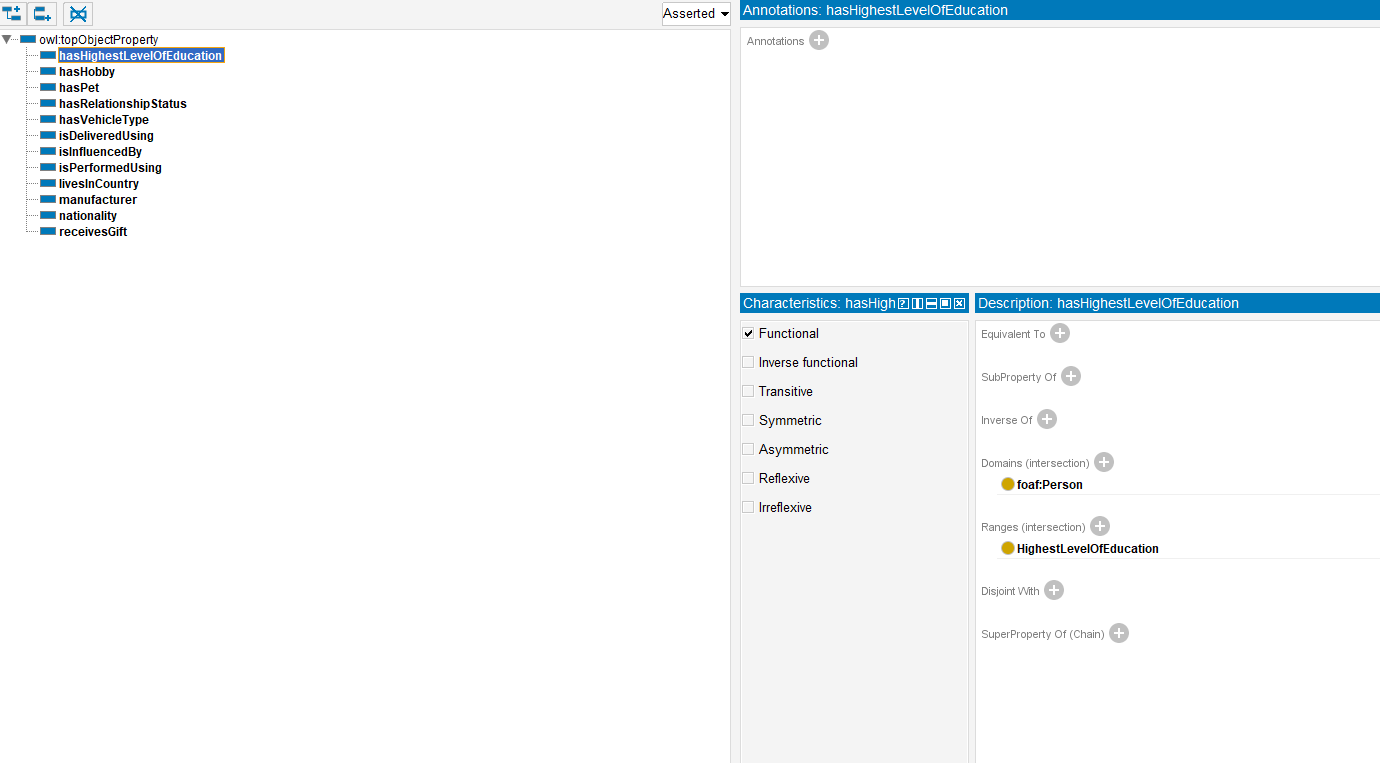 Asserted
owl:topObjectProperty
hasHighestLevelOfEducation
hasHobby
hasPet
hasRelationshipStatus
hasVehicleType
isDeliveredUsing
isInfluencedBy
isPerformedUsing
livesInCountry
manufacturer
nationality
receivesGift
Annotations: hasHighestLevelOfEducation
Annotations
Characteristics: hasHigh
Functional
Inverse functional
Transitive
Symmetric
Asymmetric
Reflexive
Irreflexive
Description: hasHighestLevelOfEducation
Equivalent To
SubProperty Of
Inverse Of
Domains (intersection)
foaf:Person
Ranges (intersection)
HighestLevelOfEducation
Disjoint With
SuperProperty Of (Chain)